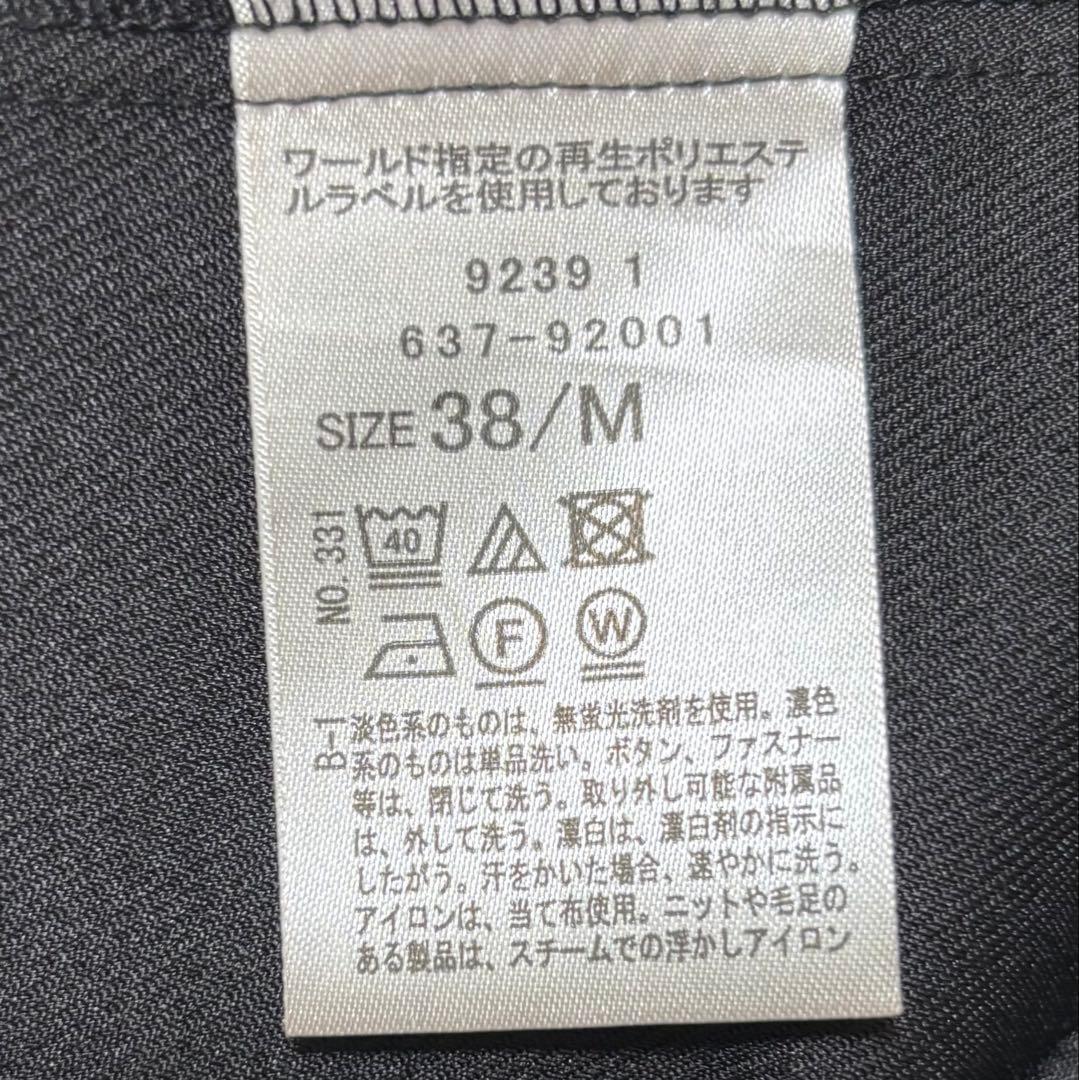 ワールド指定の再生ポリエステ
ルラベルを使用しております
9239 1
637-92001
SIZE 38/M
NO. 331
40
F
W
B-1
淡色系のものは、無蛍光洗剤を使用。濃色
系のものは単品洗い。ボタン、ファスナー
等は、閉じて洗う。取り外し可能な附属品
は、外して洗う。漂白は、漂白剤の指示に
したがう。汗をかいた場合、速やかに洗う。
アイロンは、当て布使用。ニットや毛足の
ある製品は、スチームでの浮かしアイロン